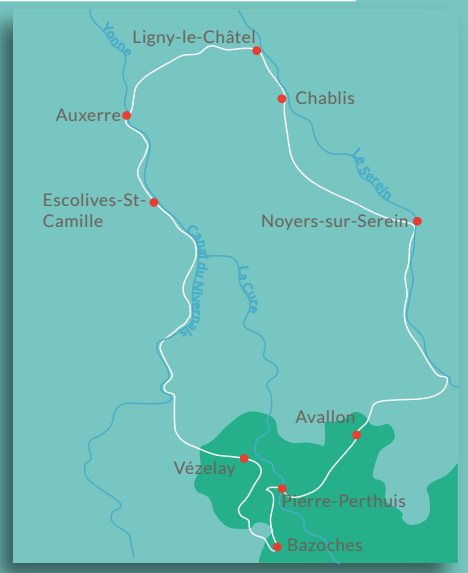 Yonne
Ligny-le-Châtel
Chablis
Auxerre
Le Serein
Escolives-St-
Camille
Noyers-sur-Serein
Canal du Nivernais
La Cure
Avallon
Vézelay
Pierre-Perthuis
Bazoches